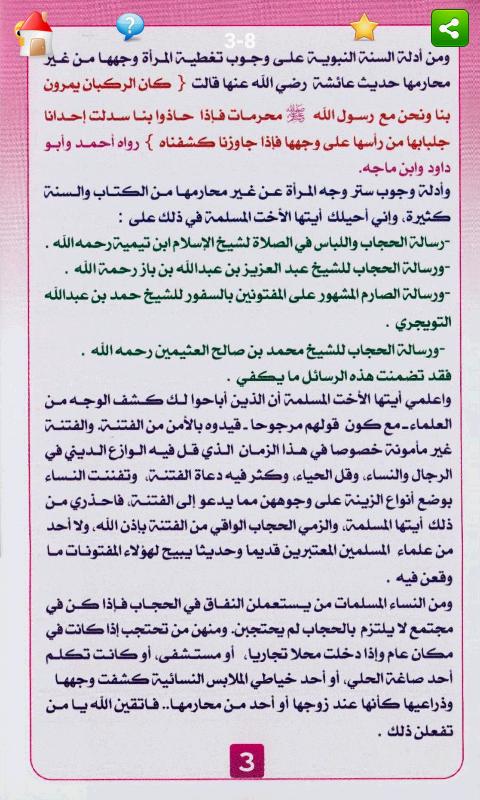 3-8
ومن أدلة السنة النبوية على وجوب تغطية المرأة وجهها من غير
محارمها حديث عائشة رضي الله عنها قالت { كان الركبان يمرون
بنا ونحن مع رسول الله ﷺ محرمات فإذا حاذوا بنا سدلت إحدانا
جلبابها من رأسها على وجهها فإذا جاوزنا كشفناه } رواه أحمد وأبو
داود وابن ماجه.
وأدلة وجوب ستر وجه المرأة عن غير محارمها من الكتاب والسنة
كثيرة، وإني أحيلك أيتها الأخت المسلمة في ذلك على :
-رسالة الحجاب واللباس في الصلاة لشيخ الإسلام ابن تيمية رحمه الله .
-ورسالة الحجاب للشيخ عبد العزيز بن عبدالله بن باز رحمة الله .
-ورسالة الصارم المشهور على المفتونين بالسفور للشيخ حمد بن عبدالله
التويجري .
-ورسالة الحجاب للشيخ محمد بن صالح العثيمين رحمه الله .
فقد تضمنت هذه الرسائل ما يكفي .
واعلمي أيتها الأخت المسلمة أن الذين أباحوا لك كشف الوجه من
العلماء ـ مع كون قولهم مرجوحا ـ قيدوه بالأمن من الفتنة. والفتنة
غير مأمونة خصوصا في هذا الزمان الذي قل فيه الوازع الديني في
الرجال والنساء، وقل الحياء، وكثر فيه دعاة الفتنة، وتفننت النساء
بوضع أنواع الزينة على وجوههن مما يدعو إلى الفتنة، فاحذري من
ذلك أيتها المسلمة، والزمي الحجاب الواقي من الفتنة بإذن الله، ولا أحد
من علماء المسلمين المعتبرين قديما وحديثا يبيح لهؤلاء المفتونات ما
وقعن فيه .
ومن النساء المسلمات من يستعملن النفاق في الحجاب فإذا كن في
مجتمع لا يلتزم بالحجاب لم يحتجبن. ومنهن من تحتجب إذا كانت في
مكان عام وإذا دخلت محلا تجاريا، أو مستشفى، أو كانت تكلم
أحد صاغة الحلي، أو أحد خياطي الملابس النسائية كشفت وجهها
وذراعيها كأنها عند زوجها أو أحد من محارمها.. فاتقين الله يا من
تفعلن ذلك .
3